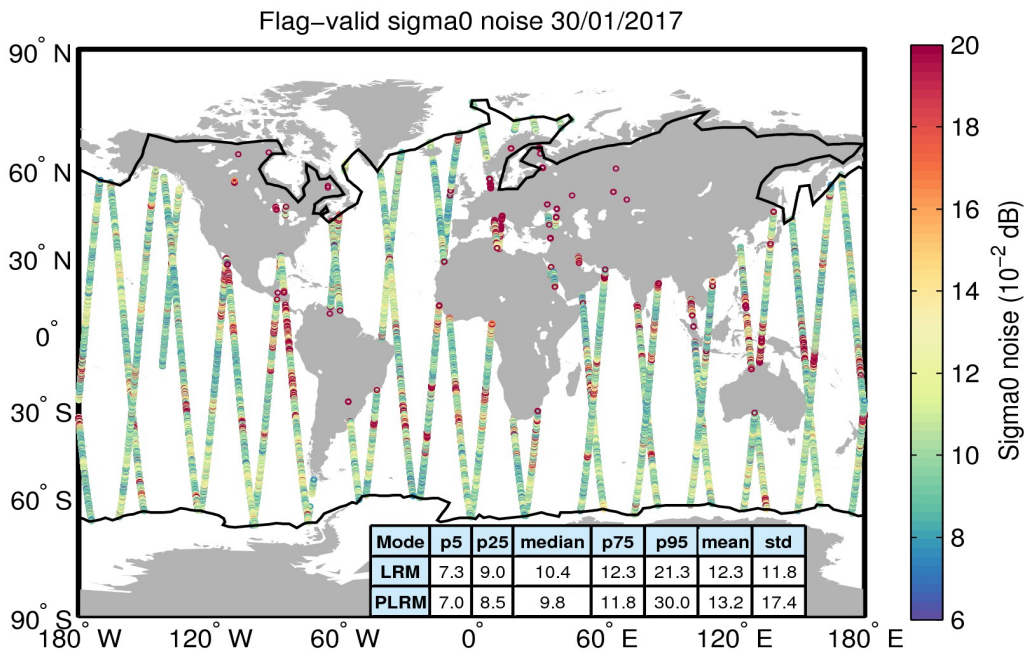 Flag−valid sigma0 noise 30/01/2017
90° N
60° N
30° N
0°
30° S
60° S
90° S
180° W 120° W 60° W 0° 60° E 120° E 180° E
Mode p5 p25 median p75 p95 mean std
LRM 7.3 9.0 10.4 12.3 21.3 12.3 11.8
PLRM 7.0 8.5 9.8 11.8 30.0 13.2 17.4
20
18
16
14
12
10
8
6
Sigma0 noise (10⁻² dB)